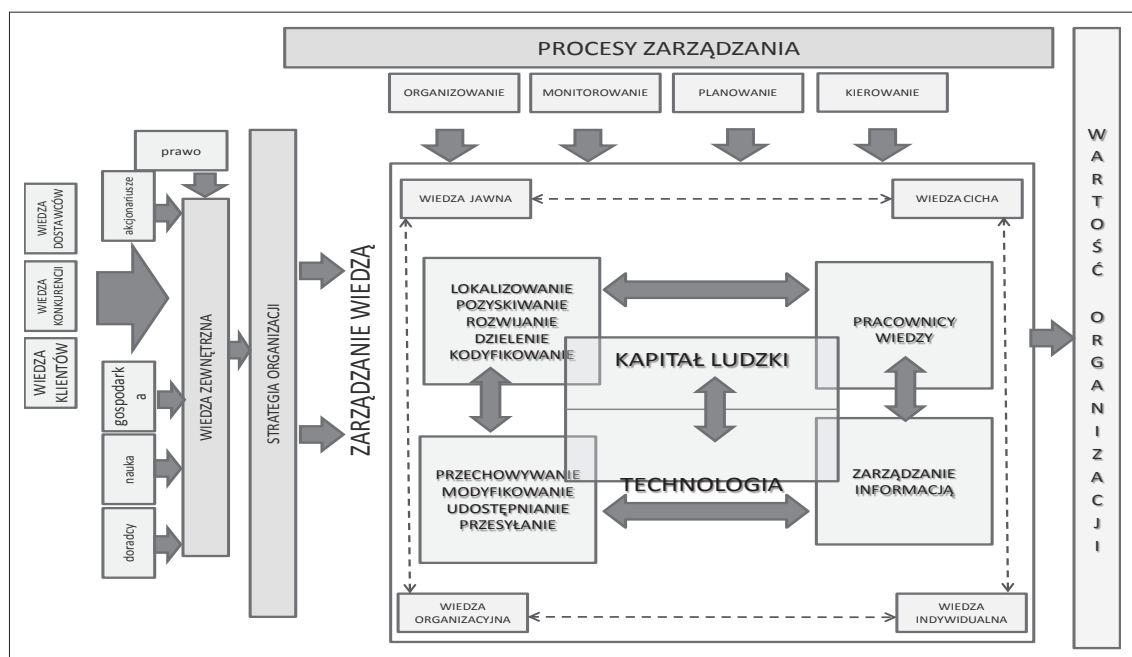 PROCESY ZARZĄDZANIA
ORGANIZOWANIE
MONITOROWANIE
PLANOWANIE
KIEROWANIE
prawo
WIEDZA
DOSTAWCÓW
WIEDZA
KONKURENCJI
WIEDZA
KLIENTÓW
akcjonariusze
gospodark
a
nauka
doradcy
WIEDZA ZEWNĘTRZNA
STRATEGIA ORGANIZACJI
ZARZĄDZANIE WIEDZĄ
WIEDZA JAWNA
WIEDZA CICHA
LOKALIZOWANIE
POZYSKIWANIE
ROZWIJANIE
DZIELENIE
KODYFIKOWANIE
PRACOWNICY
WIEDZY
KAPITAŁ LUDZKI
TECHNOLOGIA
PRZECHOWYWANIE
MODYFIKOWANIE
UDOSTĘPNIANIE
PRZESYŁANIE
ZARZĄDZANIE
INFORMACJĄ
WIEDZA
ORGANIZACYJNA
WIEDZA
INDYWIDUALNA
WARTOŚĆ ORGANIZACJI